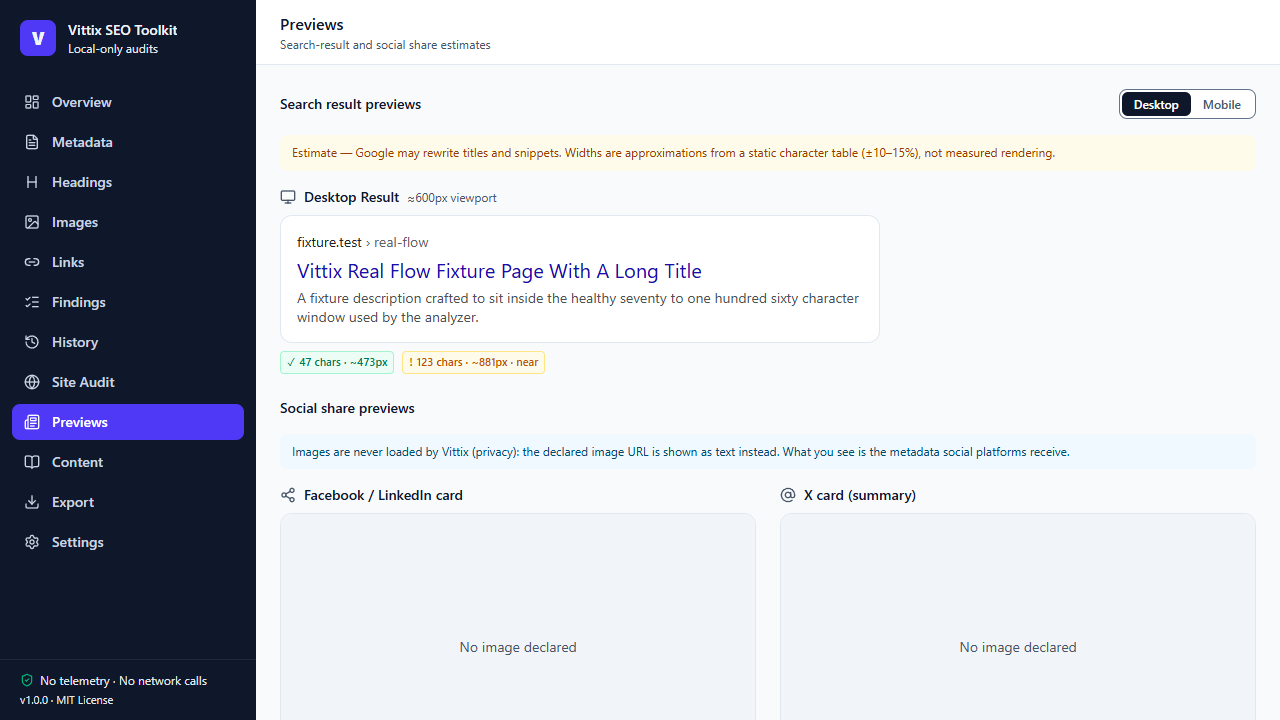 V
Vittix SEO Toolkit
Local-only audits
Overview
Metadata
Headings
Images
Links
Findings
History
Site Audit
Previews
Content
Export
Settings
No telemetry · No network calls
v1.0.0 · MIT License
Previews
Search-result and social share estimates
Search result previews
Desktop Mobile
Estimate — Google may rewrite titles and snippets. Widths are approximations from a static character table (±10–15%), not measured rendering.
Desktop Result ≈600px viewport
fixture.test › real-flow
Vittix Real Flow Fixture Page With A Long Title
A fixture description crafted to sit inside the healthy seventy to one hundred sixty character
window used by the analyzer.
✓ 47 chars · ~473px ! 123 chars · ~881px · near
Social share previews
Images are never loaded by Vittix (privacy): the declared image URL is shown as text instead. What you see is the metadata social platforms receive.
Facebook / LinkedIn card
No image declared
X card (summary)
No image declared